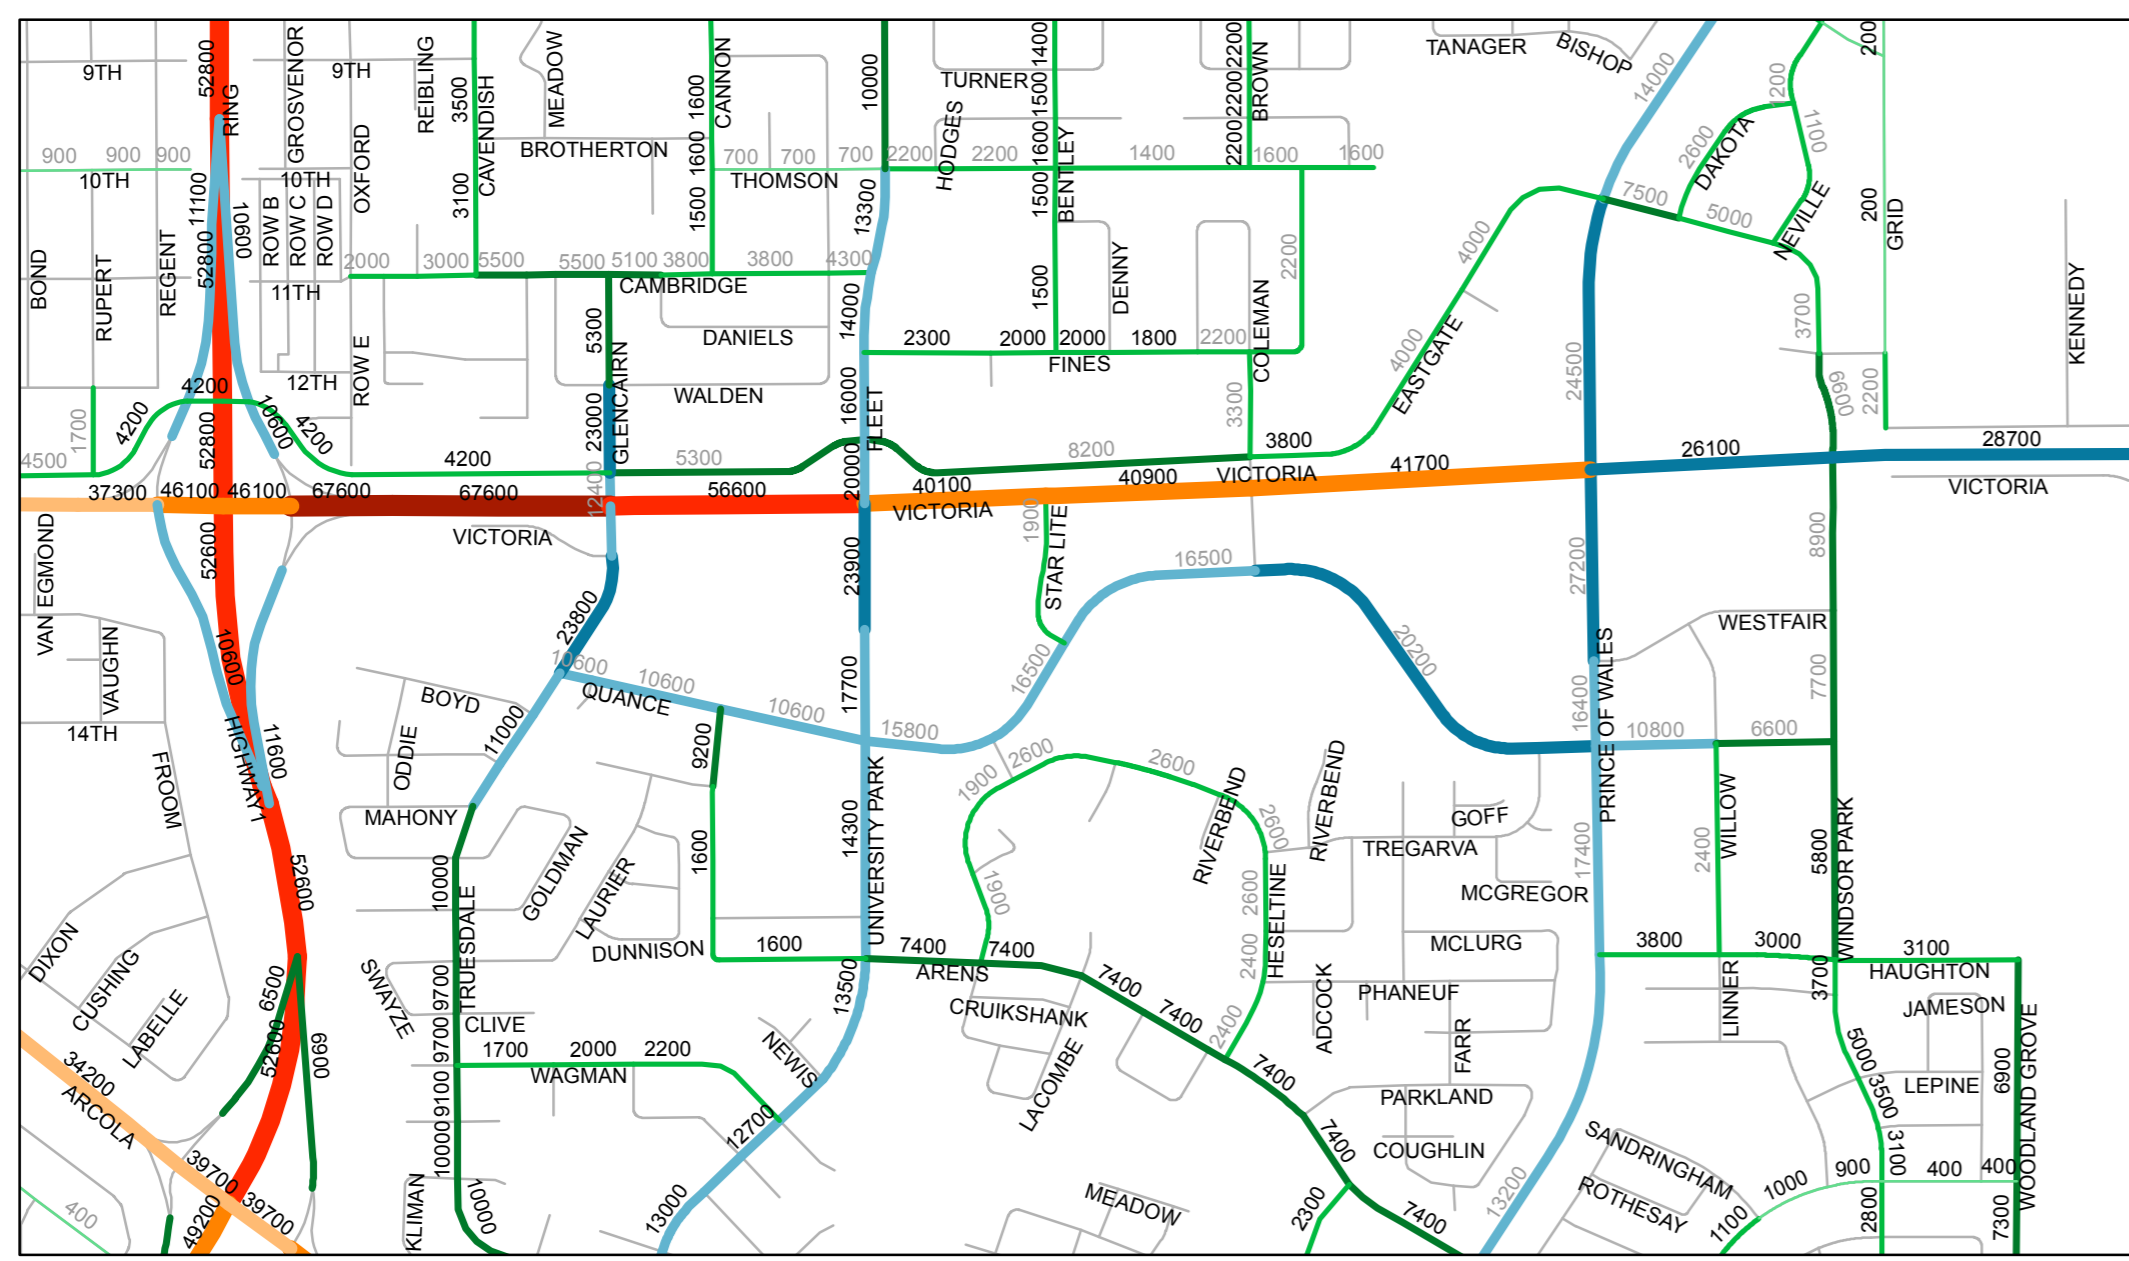 52800
GROSVENOR
REIBLING
MEADOW
CANNON
10000
1400
2200
BROWN
TANAGER
BISHOP
14000
200
9TH
9TH
3500
CAVENDISH
1600
TURNER
1500
2200
1200
RING
OXFORD
BROTHERTON
1600
HODGES
1600
BENTLEY
2200
2600
DAKOTA
1100
900
900
900
700
700
700
2200
2200
1400
1600
1600
10TH
10TH
THOMSON
7500
5000
11100
10600
ROW B
ROW C
ROW D
3100
1500
13300
1500
NEVILLE
200
GRID
BOND
RUPERT
REGENT
52800
2000
3000
5500
5500
5100
3800
3800
4300
1500
DENNY
2200
4000
11TH
CAMBRIDGE
COLEMAN
KENNEDY
5300
14000
DANIELS
2300
2000
2000
1800
2200
4000
EASTGATE
24500
3700
12TH
ROW E
GLENCAIRN
FINES
4200
WALDEN
16000
FLEET
3300
6600
2200
1700
4200
52800
10600
4200
23000
4500
4200
5300
8200
3800
26100
28700
37300
46100
46100
67600
67600
12400
56600
20000
40100
40900
VICTORIA
41700
VICTORIA
VICTORIA
VICTORIA
1900
STAR LITE
52600
23900
16500
27200
8900
VAN EGMOND
VAUGHN
10600
23800
WESTFAIR
10600
10600
10600
QUANCE
17700
16500
20200
PRINCE OF WALES
16400
7700
14TH
BOYD
11000
15800
10800
6600
FROOM
HIGHWAY1
11600
ODDIE
9200
1900
2600
2600
RIVERBEND
RIVERBEND
MAHONY
14300
UNIVERSITY PARK
2600
GOFF
TREGARVA
17400
2400
WILLOW
5800
WINDSOR PARK
52600
10000
TRUESDALE
GOLDMAN
LAURIER
1600
1900
2600
HESELTINE
MCGREGOR
DIXON
CUSHING
LABELLE
DUNNISON
1600
7400
7400
ARENS
2400
MCLURG
3800
3000
3100
HAUGHTON
6500
SWAYZE
9700
13500
7400
ADCOCK
PHANEUF
LINNER
3700
JAMESON
52600
6900
9700
CLIVE
1700
2000
2200
WAGMAN
NEWIS
CRUIKSHANK
LACOMBE
7400
2400
7400
FARR
5000
3500
LEPINE
6900
WOODLAND GROVE
34200
ARCOLA
9100
12700
PARKLAND
7400
COUGHLIN
SANDRINGHAM
ROTHESAY
3100
10000
39700
39700
49200
400
KLIMAN
10000
13000
MEADOW
2300
7400
13200
1100
1000
900
400
400
2800
7300